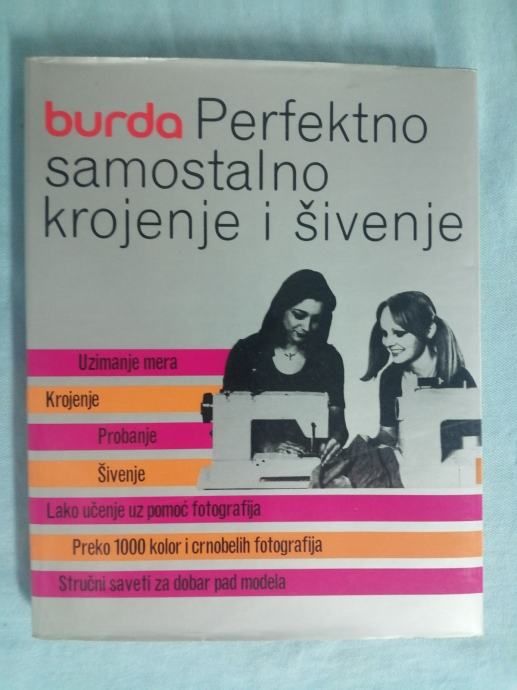 burda Perfektno
samostalno
krojenje i šivenje
Uzimanje mera
Krojenje
Probanje
Šivenje
Lako učenje uz pomoć fotografija
Preko 1000 kolor i crnobelih fotografija
Stručni saveti za dobar pad modela